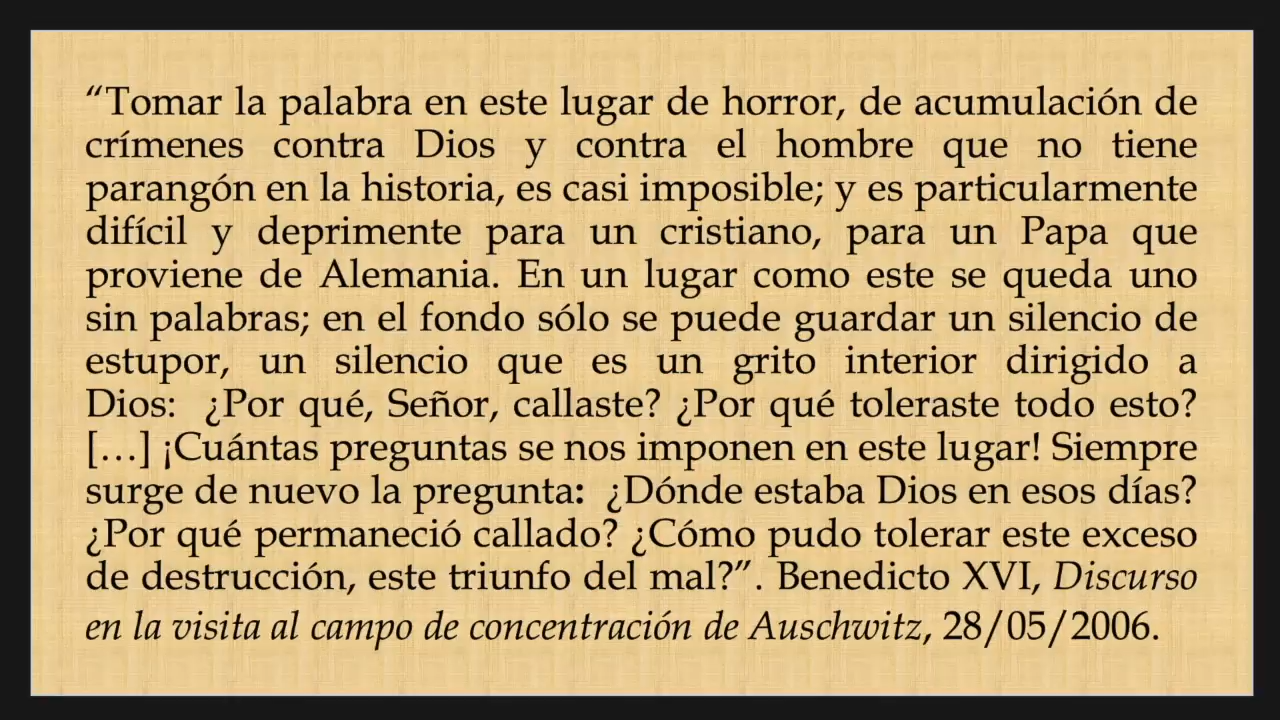 “Tomar la palabra en este lugar de horror, de acumulación de
crímenes contra Dios y contra el hombre que no tiene
parangón en la historia, es casi imposible; y es particularmente
difícil y deprimente para un cristiano, para un Papa que
proviene de Alemania. En un lugar como este se queda uno
sin palabras; en el fondo sólo se puede guardar un silencio de
estupor, un silencio que es un grito interior dirigido a
Dios: ¿Por qué, Señor, callaste? ¿Por qué toleraste todo esto?
[…] ¡Cuántas preguntas se nos imponen en este lugar! Siempre
surge de nuevo la pregunta: ¿Dónde estaba Dios en esos días?
¿Por qué permaneció callado? ¿Cómo pudo tolerar este exceso
de destrucción, este triunfo del mal?”. Benedicto XVI, Discurso
en la visita al campo de concentración de Auschwitz, 28/05/2006.